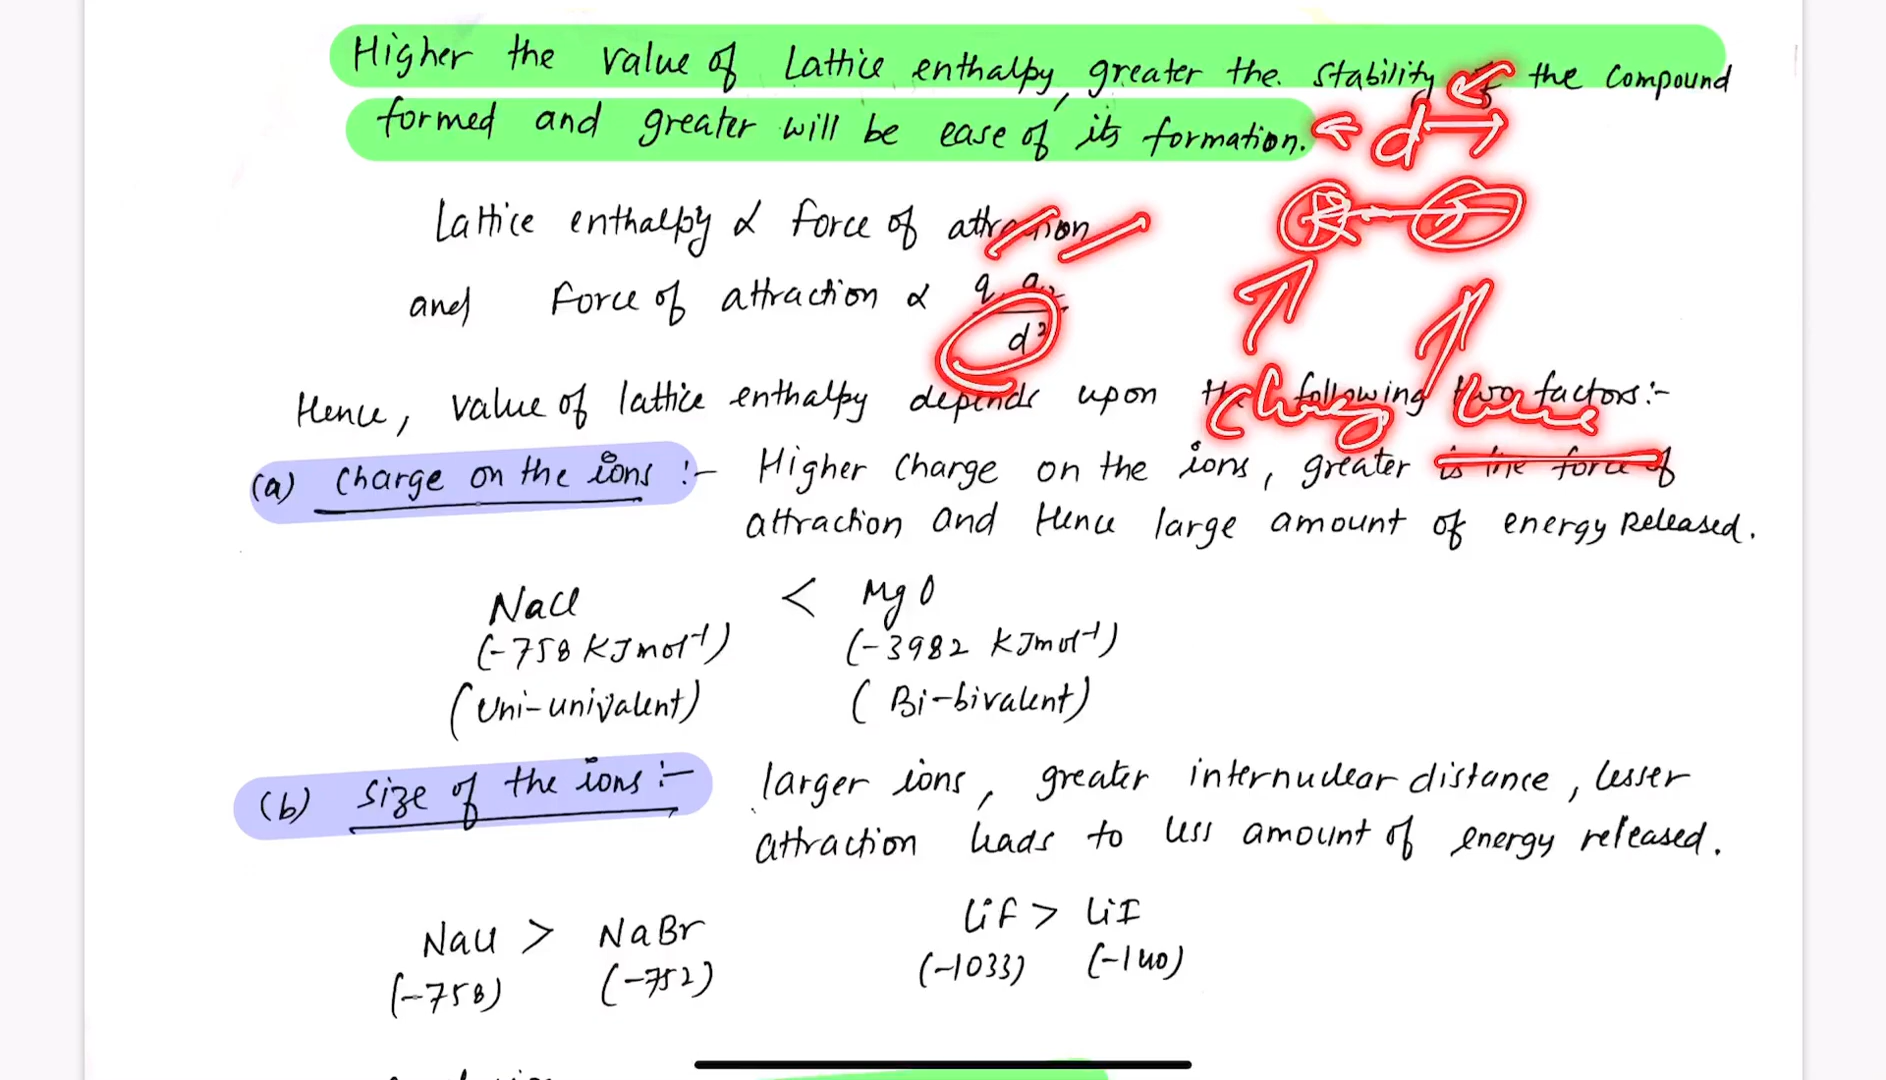 Higher the value of Lattice enthalpy, greater the stability of the compound
formed and greater will be ease of its formation.
d
Lattice enthalpy ∝ force of attraction
and force of attraction ∝ q1 q2 / d²
Hence, value of lattice enthalpy depends upon the following two factors:-
Charge
(a) Charge on the ions :- Higher charge on the ions, greater is the force of
attraction and Hence large amount of energy Released.
NaCl < MgO
(-758 KJmol⁻¹) (-3982 KJmol⁻¹)
(Uni-univalent) (Bi-bivalent)
(b) size of the ions :- larger ions, greater internuclear distance, lesser
attraction leads to less amount of energy released.
NaCl > NaBr LiF > LiI
(-758) (-752) (-1033) (-140)